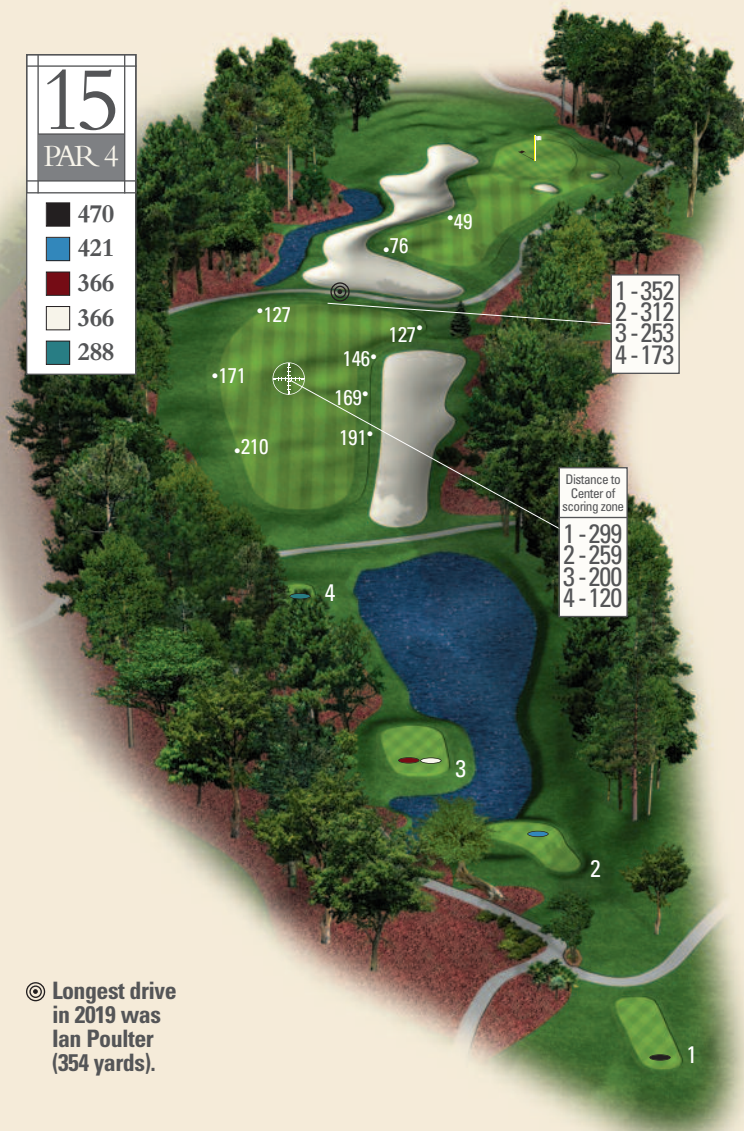 15
PAR 4
470
421
366
366
288
49
76
127
127
146
171
169
191
210
1 - 352
2 - 312
3 - 253
4 - 173
Distance to
Center of
scoring zone
1 - 299
2 - 259
3 - 200
4 - 120
4
3
2
1
Longest drive
in 2019 was
Ian Poulter
(354 yards).